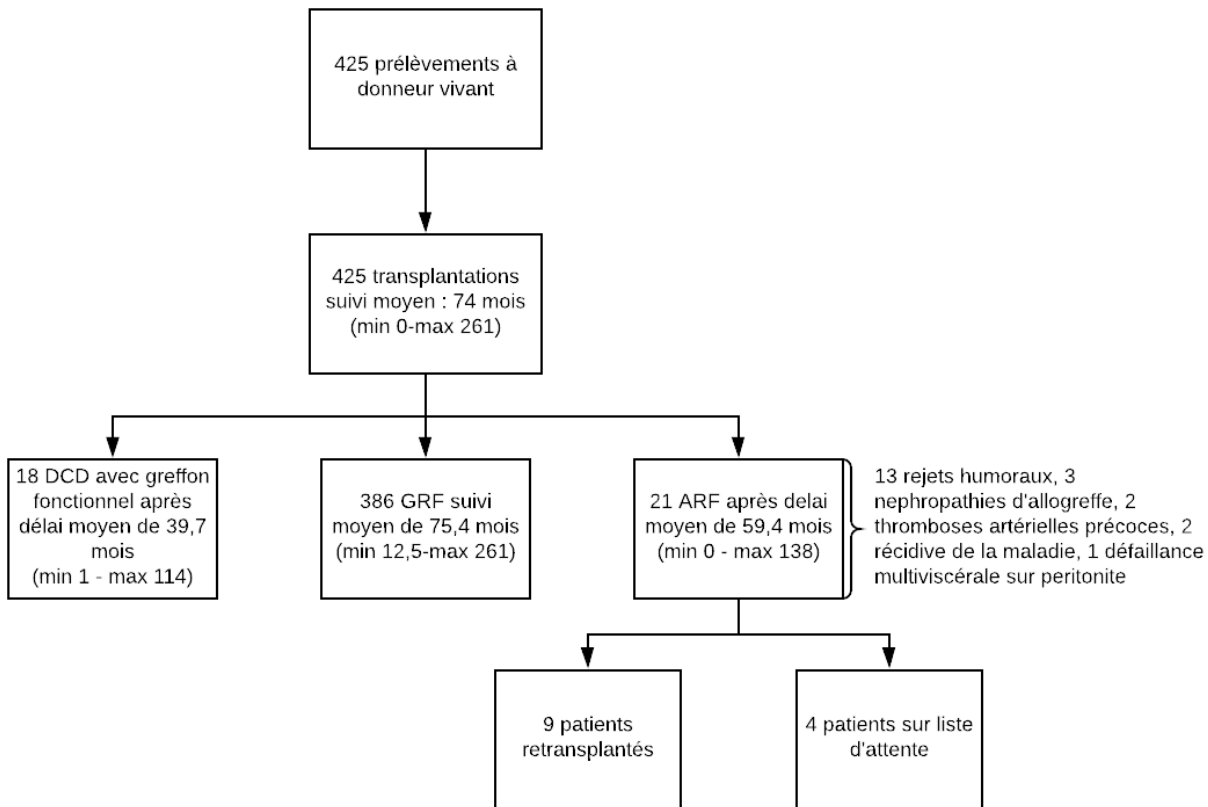 425 prélèvements à
donneur vivant
425 transplantations
suivi moyen : 74 mois
(min 0-max 261)
18 DCD avec greffon
fonctionnel après
délai moyen de 39,7
mois
(min 1 - max 114)
386 GRF suivi
moyen de 75,4 mois
(min 12,5-max 261)
21 ARF après delai
moyen de 59,4 mois
(min 0 - max 138)
13 rejets humoraux, 3
nephropathies d'allogreffe, 2
thromboses artérielles précoces, 2
récidive de la maladie, 1 défaillance
multiviscérale sur peritonite
9 patients
retransplantés
4 patients sur liste
d'attente